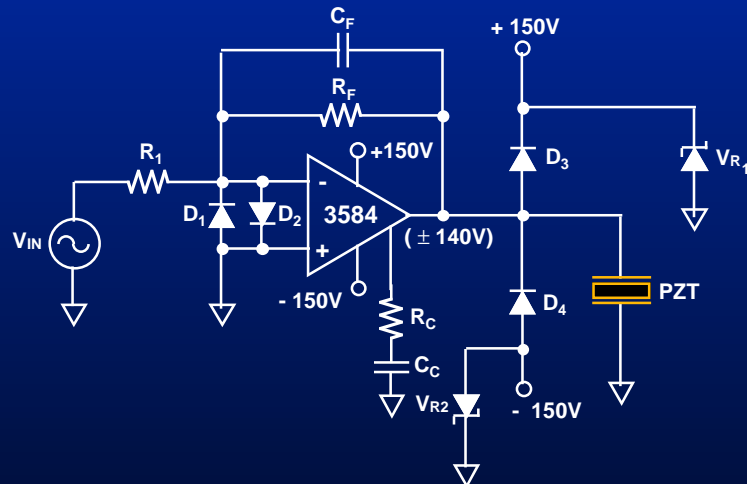 C_F
+ 150V
R_F
R_1
+150V
D_3
V_R1
-
D_1
D_2
3584
V_IN
(± 140V)
+
- 150V
D_4
PZT
R_C
C_C
V_R2
- 150V